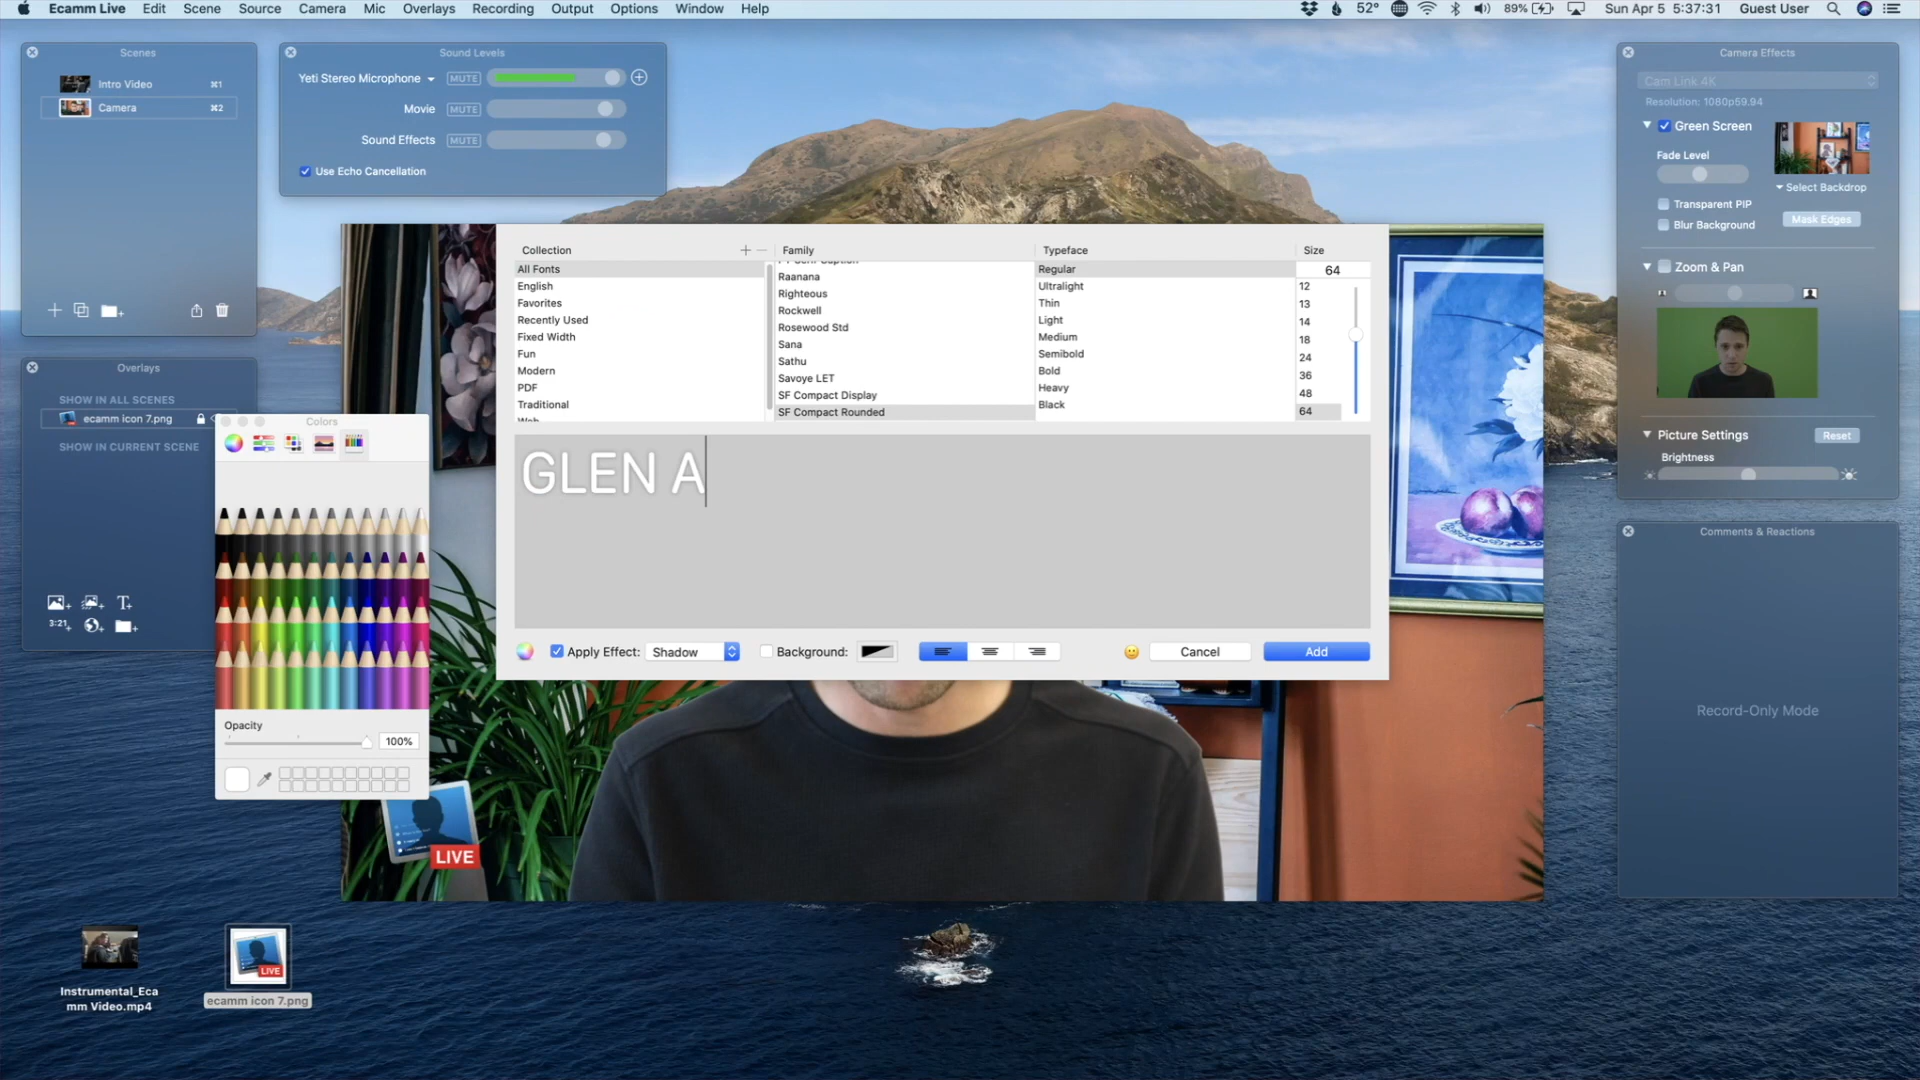 Ecamm Live Edit Scene Source Camera Mic Overlays Recording Output Options Window Help
52° 89% Sun Apr 5 5:37:31 Guest User
Scenes
Intro Video ⌘1
Camera ⌘2
Sound Levels
Yeti Stereo Microphone MUTE
Movie MUTE
Sound Effects MUTE
Use Echo Cancellation
Overlays
SHOW IN ALL SCENES
ecamm icon 7.png
SHOW IN CURRENT SCENE
3:21
Colors
Opacity
100%
Collection
All Fonts
English
Favorites
Recently Used
Fixed Width
Fun
Modern
PDF
Traditional
Web
Family
Raanana
Righteous
Rockwell
Rosewood Std
Sana
Sathu
Savoye LET
SF Compact Display
SF Compact Rounded
Typeface
Regular
Ultralight
Thin
Light
Medium
Semibold
Bold
Heavy
Black
Size
64
12
13
14
18
24
36
48
64
GLEN A
Apply Effect: Shadow Background: Cancel Add
LIVE
Camera Effects
Cam Link 4K
Resolution: 1080p59.94
Green Screen
Fade Level
Select Backdrop
Transparent PIP
Blur Background
Mask Edges
Zoom & Pan
Picture Settings Reset
Brightness
Comments & Reactions
Record-Only Mode
Instrumental_Eca
mm Video.mp4
LIVE
ecamm icon 7.png